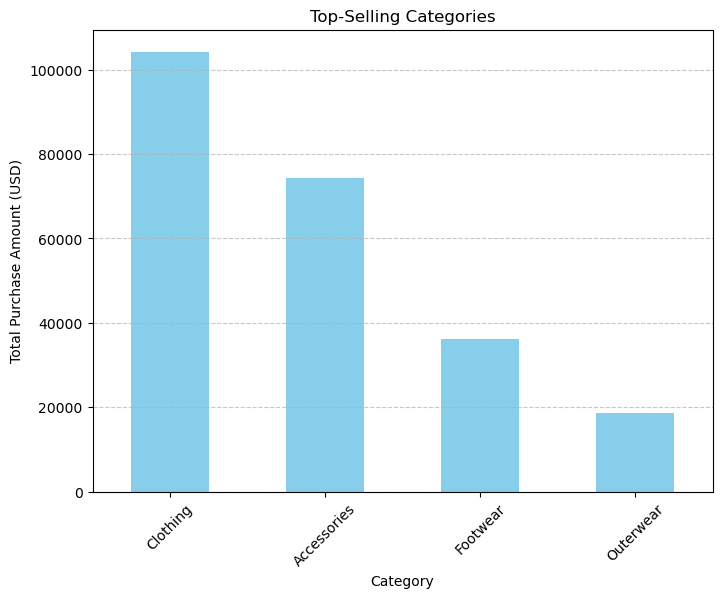 Top-Selling Categories
Total Purchase Amount (USD)
100000
80000
60000
40000
20000
0
Clothing
Accessories
Footwear
Outerwear
Category